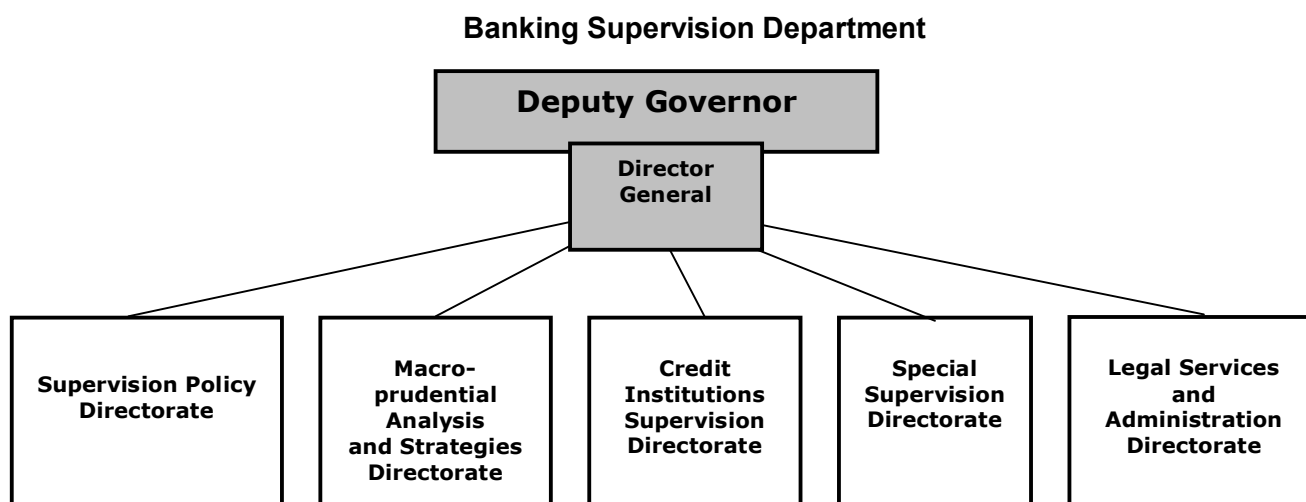 Banking Supervision Department
Deputy Governor
Director
General
Supervision Policy
Directorate
Macro-
prudential
Analysis
and Strategies
Directorate
Credit
Institutions
Supervision
Directorate
Special
Supervision
Directorate
Legal Services
and
Administration
Directorate